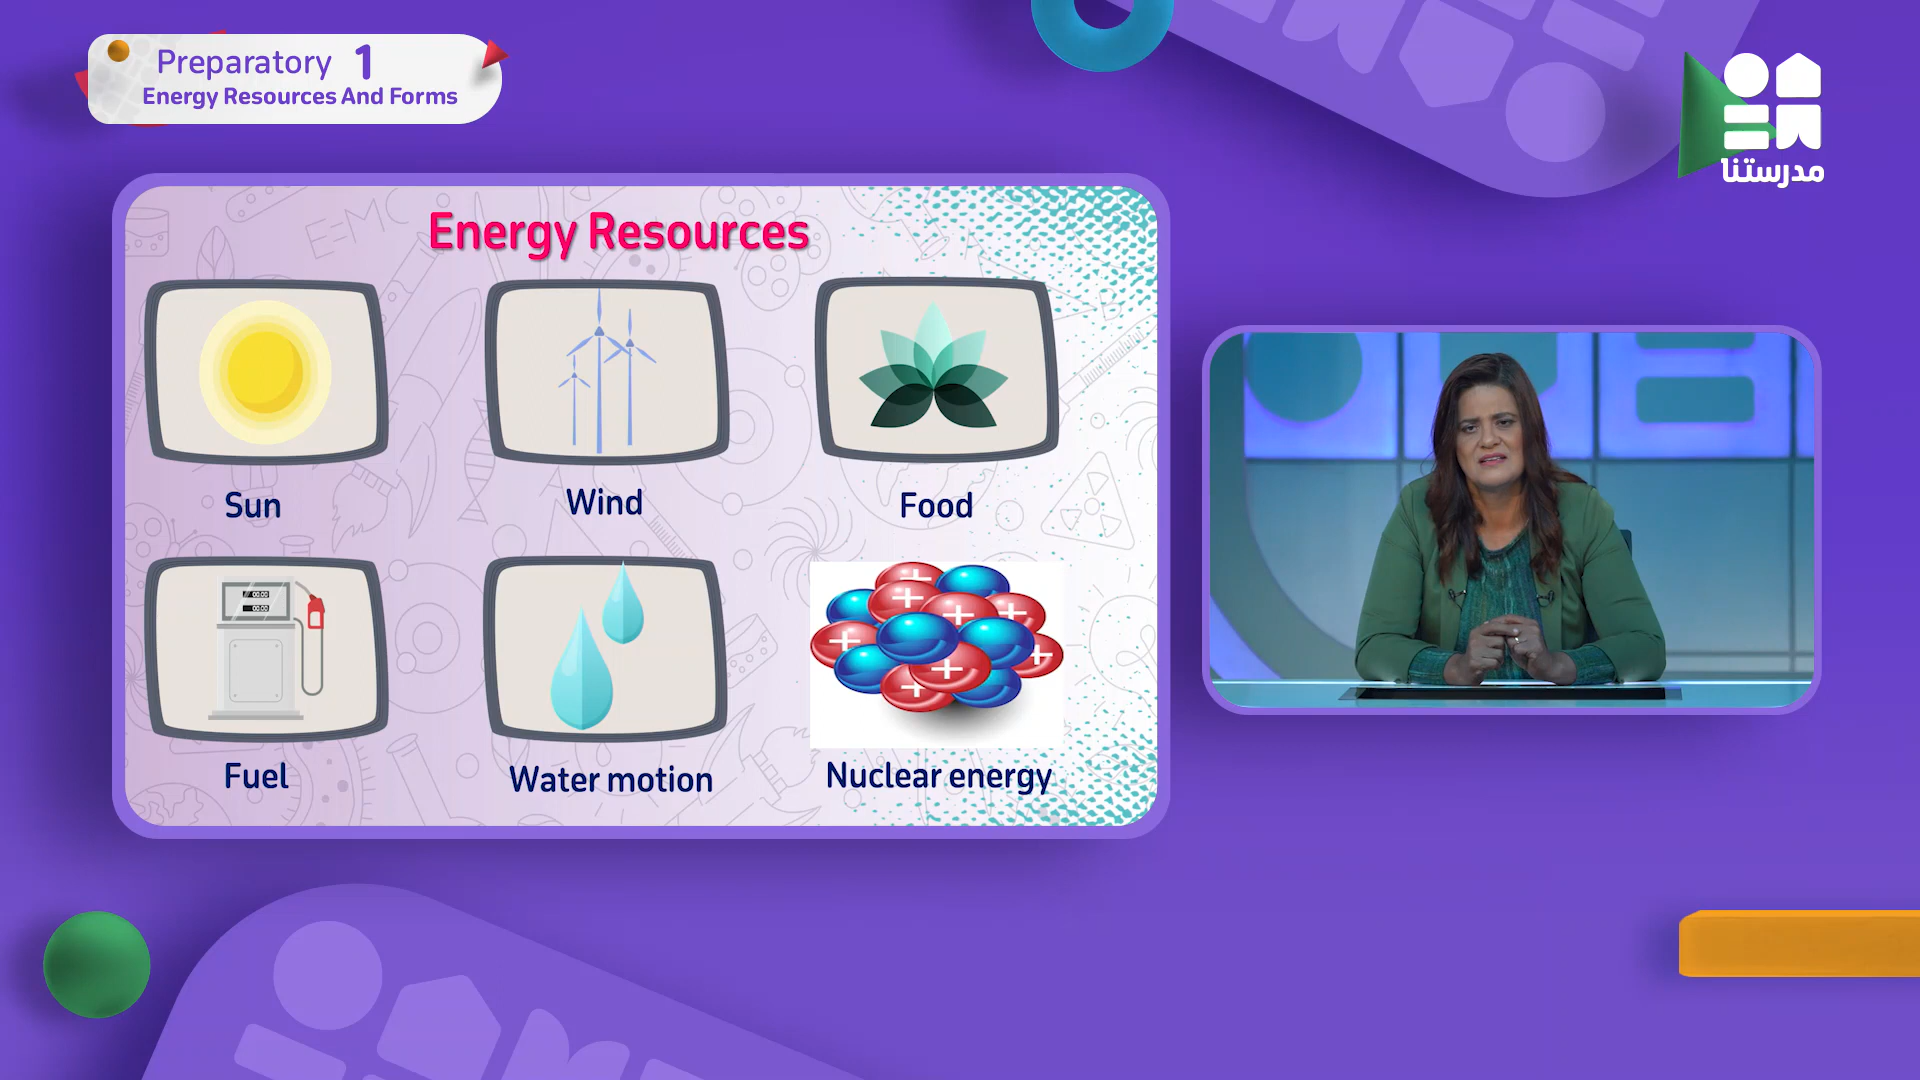 Preparatory 1
Energy Resources And Forms
مدرستنا
Energy Resources
Sun
Wind
Food
Fuel
Water motion
Nuclear energy